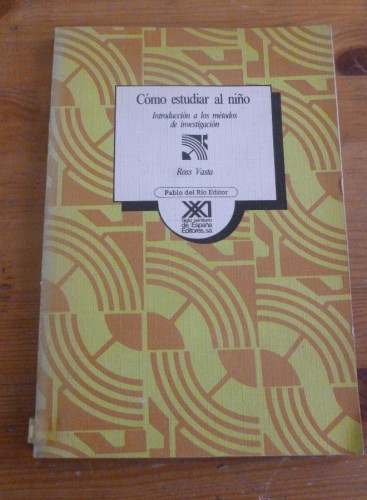 Cómo estudiar al niño
Introducción a los métodos
de investigación
Ross Vasta
Pablo del Río Editor
XXI
siglo veintiuno
de España
Editores, sa